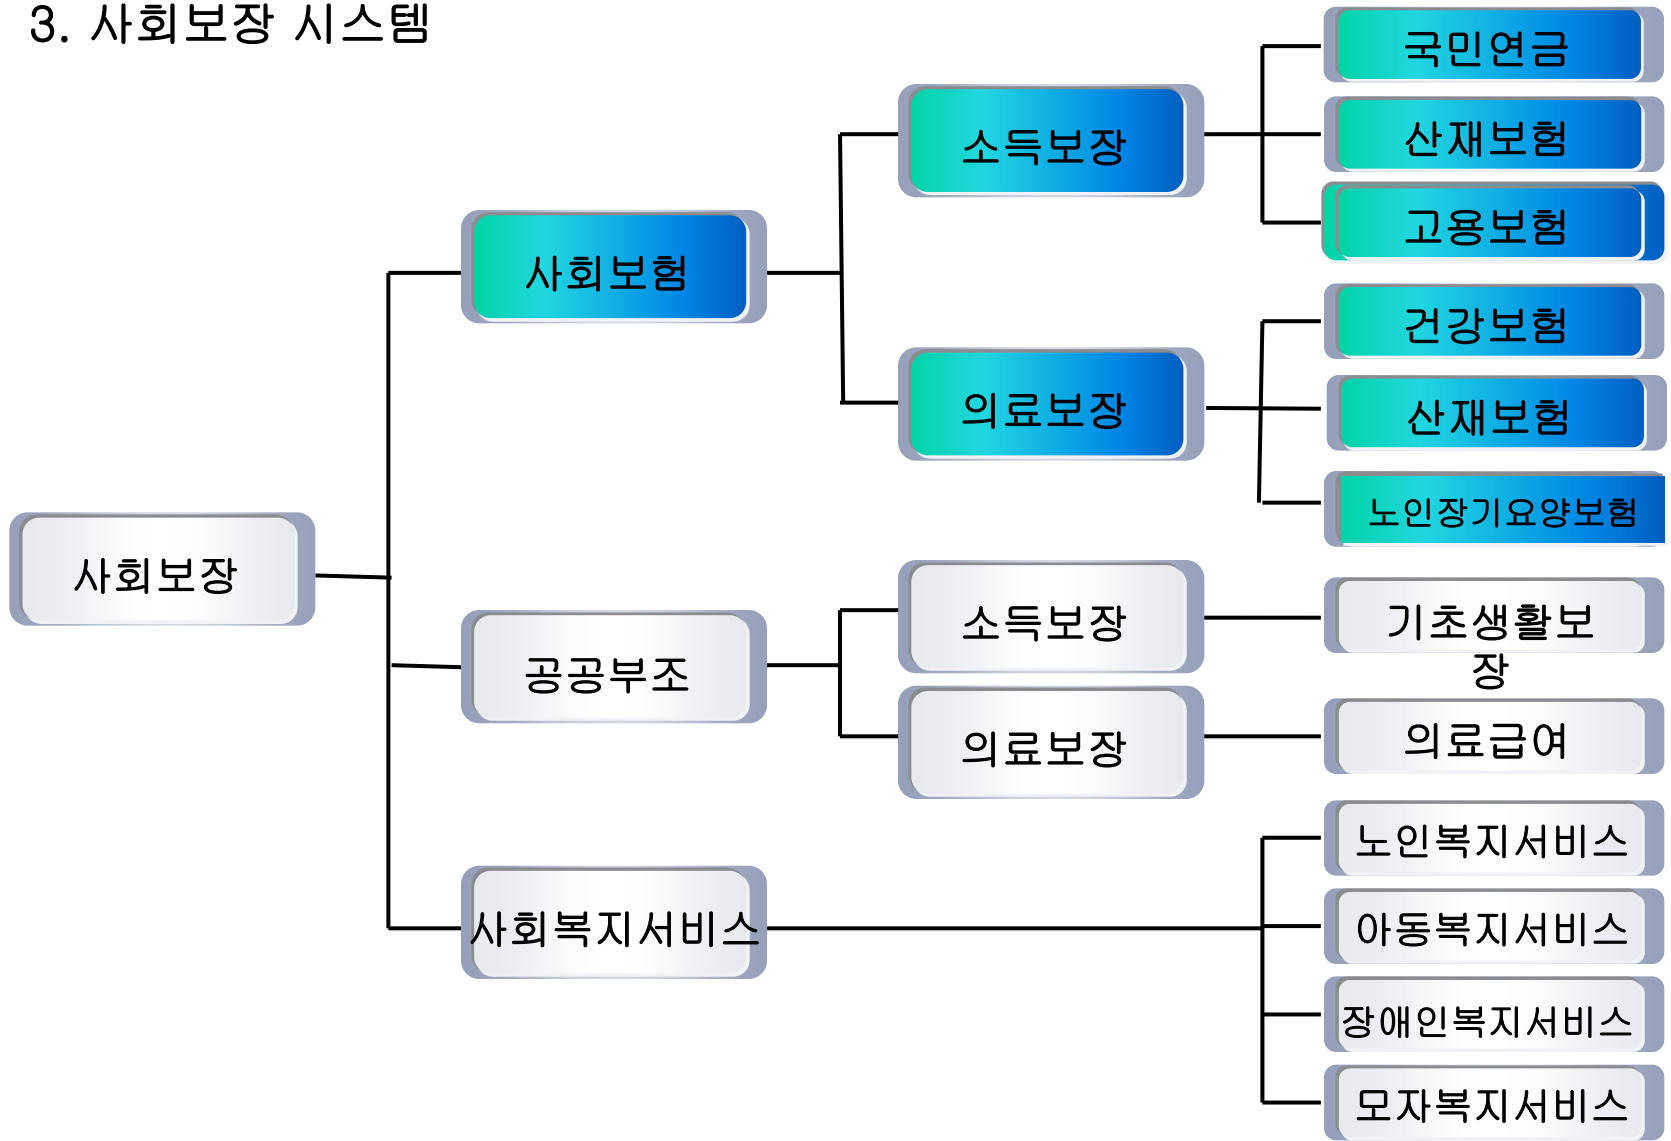 3. 사회보장 시스템
사회보장
사회보험
소득보장
국민연금
산재보험
고용보험
의료보장
건강보험
산재보험
노인장기요양보험
공공부조
소득보장
기초생활보
장
의료보장
의료급여
사회복지서비스
노인복지서비스
아동복지서비스
장애인복지서비스
모자복지서비스